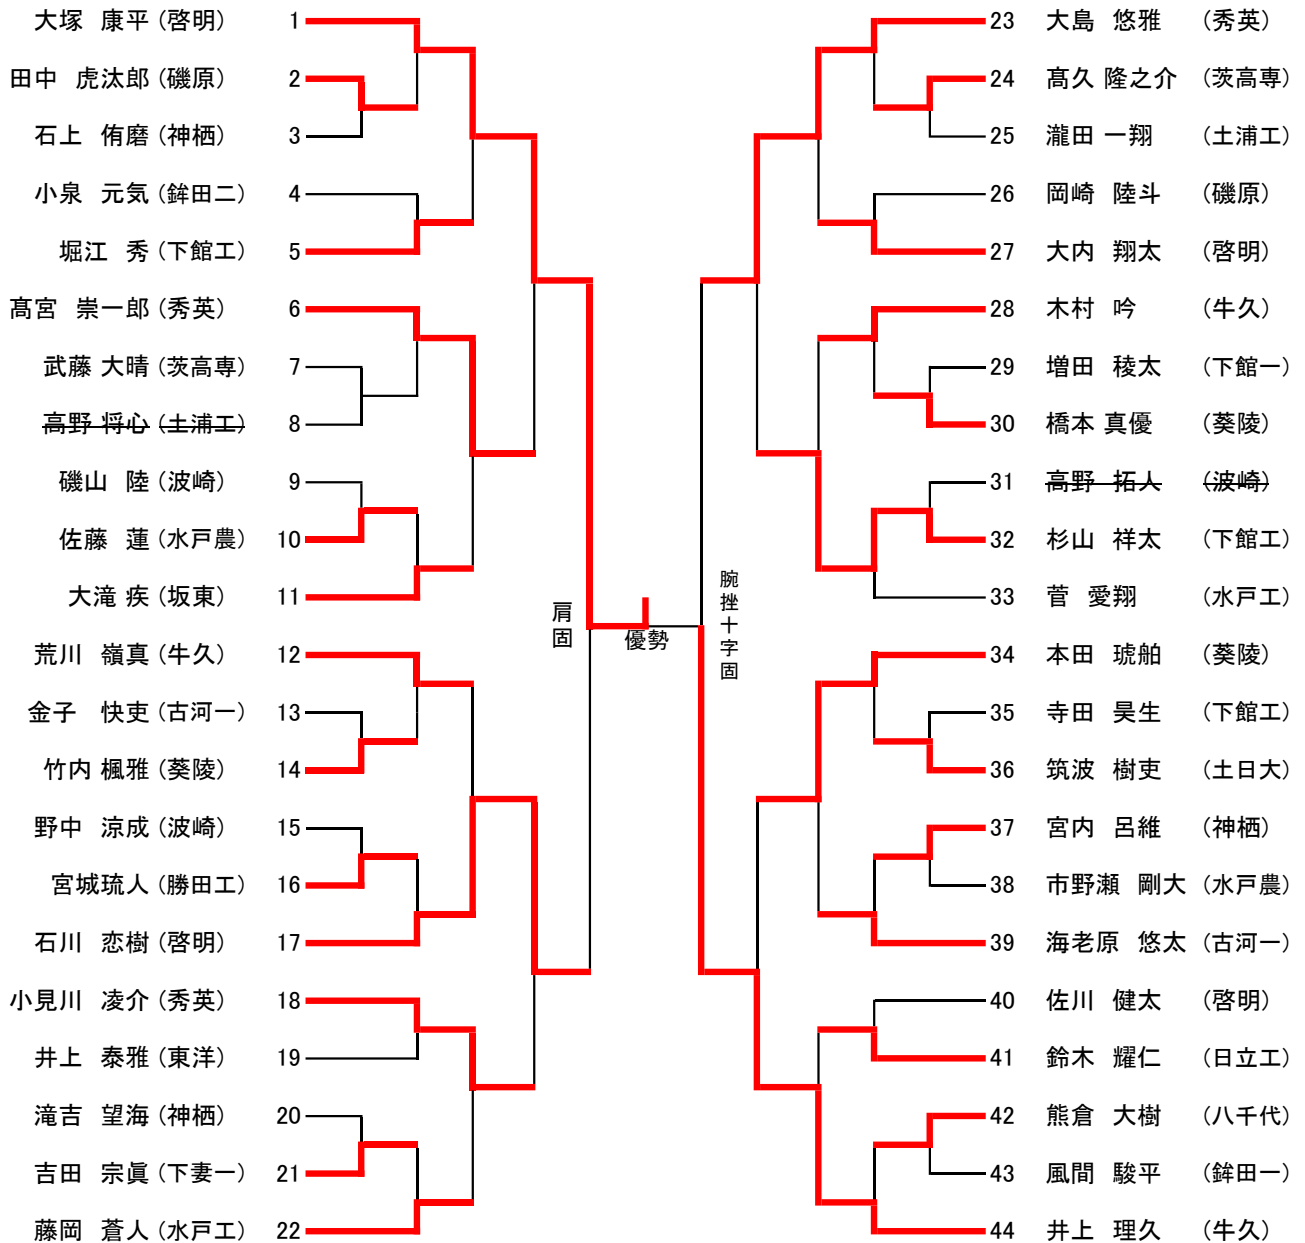 大塚 康平（啓明） 1
田中 虎汰郎（磯原） 2
石上 侑磨（神栖） 3
小泉 元気（鉾田二） 4
堀江 秀（下館工） 5
髙宮 崇一郎（秀英） 6
武藤 大晴（茨高専） 7
高野 将心（土浦工） 8
磯山 陸（波崎） 9
佐藤 蓮（水戸農） 10
大滝 疾（坂東） 11
荒川 嶺真（牛久） 12
金子 快吏（古河一） 13
竹内 楓雅（葵陵） 14
野中 涼成（波崎） 15
宮城琉人（勝田工） 16
石川 恋樹（啓明） 17
小見川 凌介（秀英） 18
井上 泰雅（東洋） 19
滝吉 望海（神栖） 20
吉田 宗眞（下妻一） 21
藤岡 蒼人（水戸工） 22
肩固
優勢
腕挫十字固
23 大島 悠雅 （秀英）
24 髙久 隆之介 （茨高専）
25 瀧田 一翔 （土浦工）
26 岡崎 陸斗 （磯原）
27 大内 翔太 （啓明）
28 木村 吟 （牛久）
29 増田 稜太 （下館一）
30 橋本 真優 （葵陵）
31 高野 拓人 （波崎）
32 杉山 祥太 （下館工）
33 菅 愛翔 （水戸工）
34 本田 琥舶 （葵陵）
35 寺田 昊生 （下館工）
36 筑波 樹吏 （土日大）
37 宮内 呂維 （神栖）
38 市野瀬 剛大 （水戸農）
39 海老原 悠太 （古河一）
40 佐川 健太 （啓明）
41 鈴木 耀仁 （日立工）
42 熊倉 大樹 （八千代）
43 風間 駿平 （鉾田一）
44 井上 理久 （牛久）